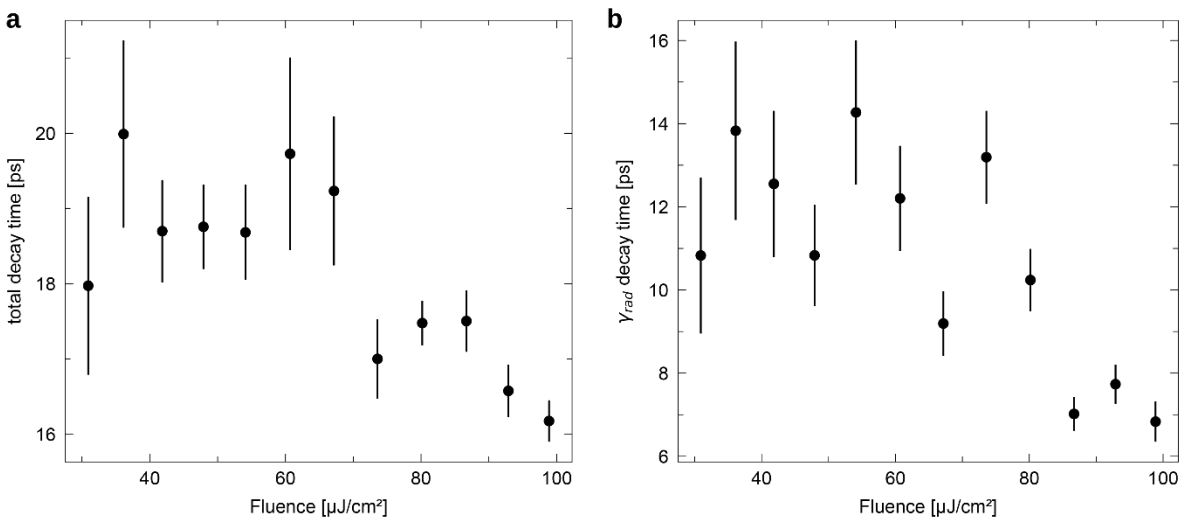 a
total decay time [ps]
20
18
16
40
60
80
100
Fluence [µJ/cm²]
b
γrad decay time [ps]
16
14
12
10
8
6
40
60
80
100
Fluence [µJ/cm²]